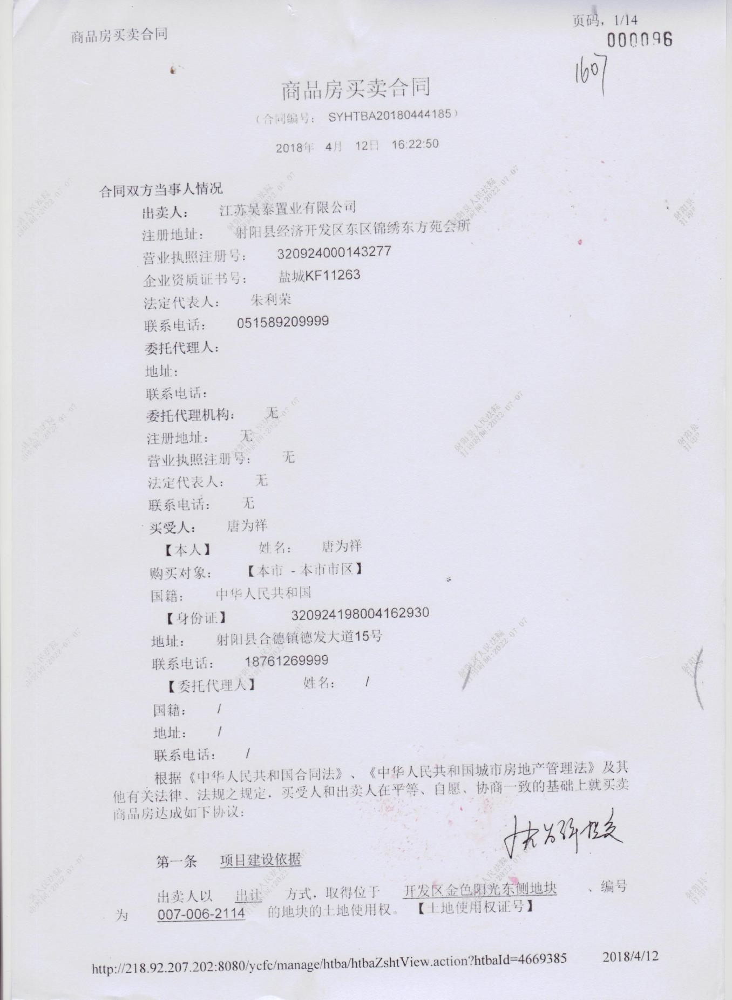 商品房买卖合同
页码，1/14
000096
1607
商品房买卖合同
（合同编号： SYHTBA20180444185）
2018年 4月 12日 16:22:50
合同双方当事人情况
出卖人： 江苏吴泰置业有限公司
注册地址： 射阳县经济开发区东区锦绣东方苑会所
营业执照注册号： 320924000143277
企业资质证书号： 盐城KF11263
法定代表人： 朱利荣
联系电话： 051589209999
委托代理人：
地址：
联系电话：
委托代理机构： 无
注册地址： 无
营业执照注册号： 无
法定代表人： 无
联系电话： 无
买受人： 唐为祥
【本人】 姓名： 唐为祥
购买对象： 【本市 - 本市市区】
国籍： 中华人民共和国
【身份证】 320924198004162930
地址： 射阳县合德镇德发大道15号
联系电话： 18761269999
【委托代理人】 姓名： /
国籍： /
地址： /
联系电话： /
根据《中华人民共和国合同法》、《中华人民共和国城市房地产管理法》及其
他有关法律、法规之规定，买受人和出卖人在平等、自愿、协商一致的基础上就买卖
商品房达成如下协议：
第一条 项目建设依据
出卖人以 出让 方式，取得位于 开发区金色阳光东侧地块 、编号
为 007-006-2114 的地块的土地使用权。【土地使用权证号】
http://218.92.207.202:8080/ycfc/manage/htba/htbaZshtView.action?htbaId=4669385 2018/4/12
射阳县人民法院
打印时间:2022-07-07